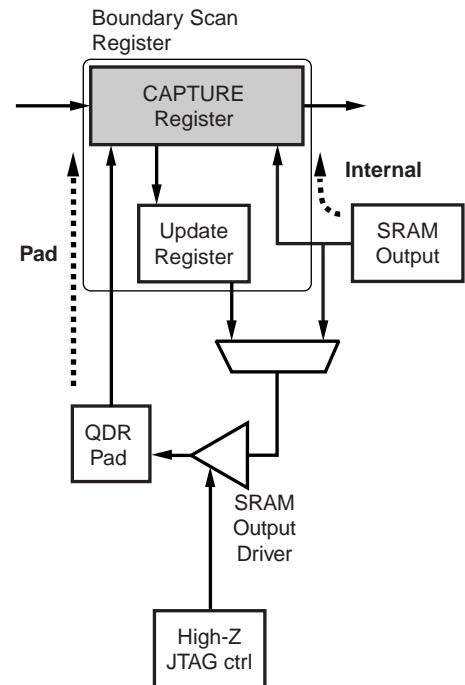 Boundary Scan
Register
CAPTURE
Register
Internal
Update
Register
SRAM
Output
Pad
QDR
Pad
SRAM
Output
Driver
High-Z
JTAG ctrl